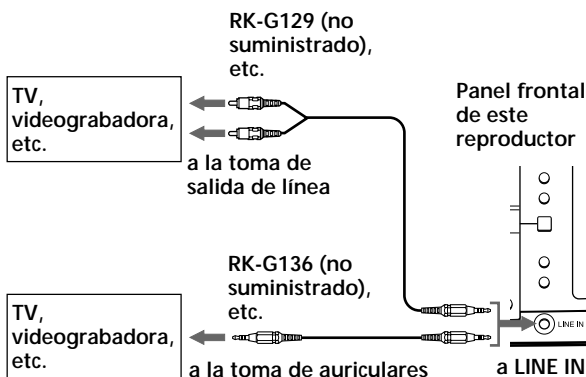 RK-G129 (no
suministrado),
etc.
TV,
videograbadora,
etc.
a la toma de
salida de línea
Panel frontal
de este
reproductor
RK-G136 (no
suministrado),
etc.
TV,
videograbadora,
etc.
a la toma de auriculares
LINE IN
a LINE IN